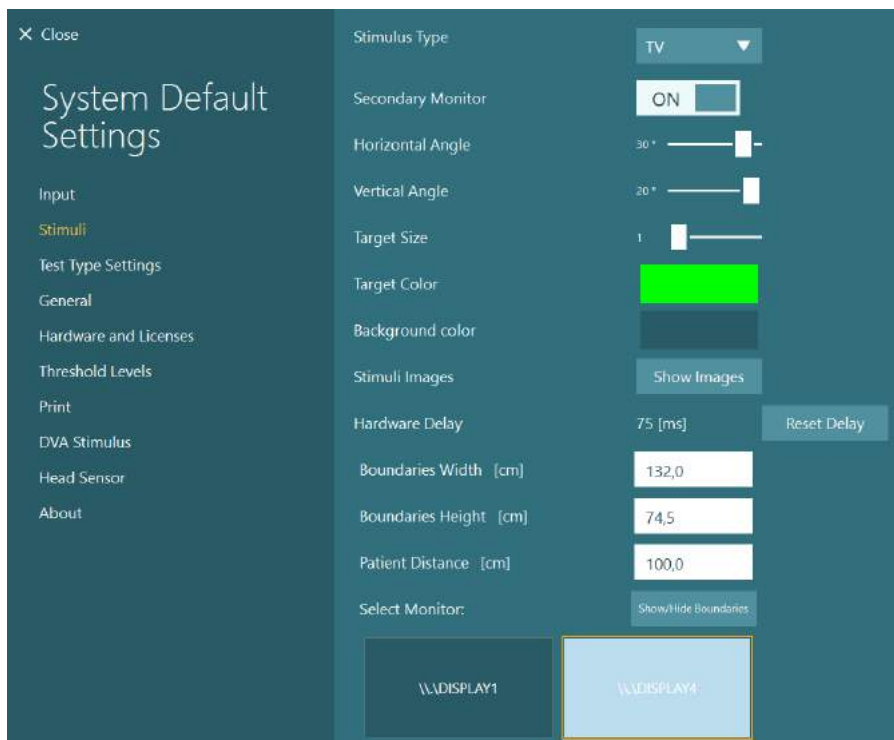 ✕ Close
System Default
Settings
Input
Stimuli
Test Type Settings
General
Hardware and Licenses
Threshold Levels
Print
DVA Stimulus
Head Sensor
About
Stimulus Type
TV
Secondary Monitor
ON
Horizontal Angle
30 °
Vertical Angle
20 °
Target Size
1
Target Color
Background color
Stimuli Images
Show Images
Hardware Delay
75 [ms]
Reset Delay
Boundaries Width [cm]
132,0
Boundaries Height [cm]
74,5
Patient Distance [cm]
100,0
Select Monitor:
Show/Hide Boundaries
\\.\DISPLAY1
\\.\DISPLAY4